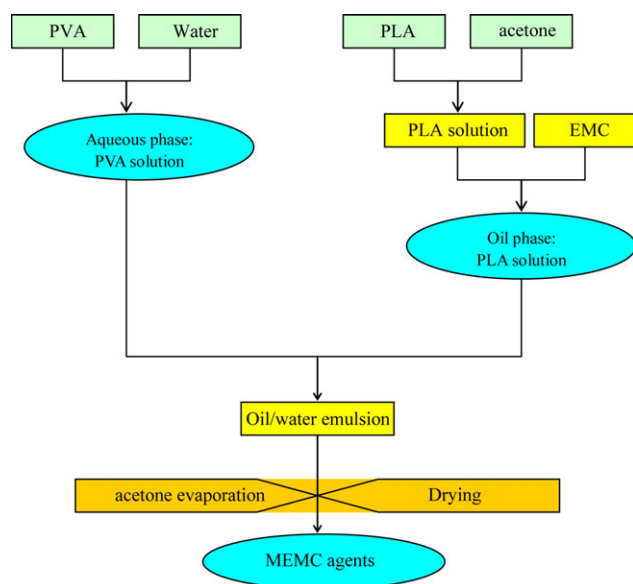 PVA
Water
PLA
acetone
Aqueous phase:
PVA solution
PLA solution
EMC
Oil phase:
PLA solution
Oil/water emulsion
acetone evaporation
Drying
MEMC agents